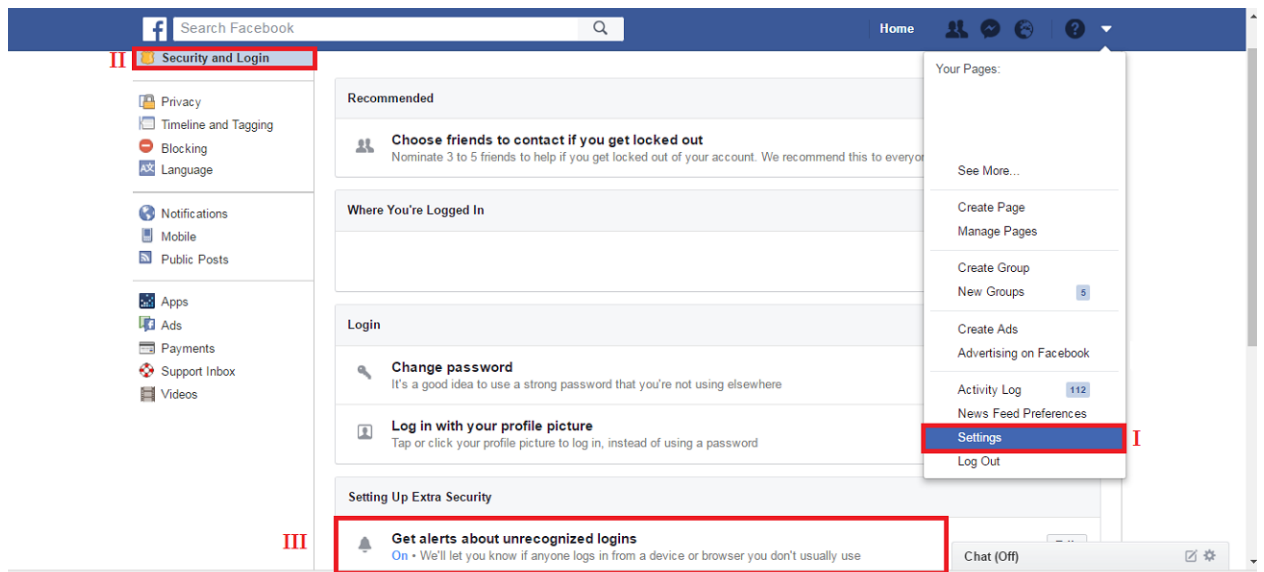 f
Search Facebook
Home
II
Security and Login
Privacy
Timeline and Tagging
Blocking
Language
Notifications
Mobile
Public Posts
Apps
Ads
Payments
Support Inbox
Videos
Recommended
Choose friends to contact if you get locked out
Nominate 3 to 5 friends to help if you get locked out of your account. We recommend this to
Where You're Logged In
Login
Change password
It's a good idea to use a strong password that you're not using elsewhere
Log in with your profile picture
Tap or click your profile picture to log in, instead of using a password
Setting Up Extra Security
III
Get alerts about unrecognized logins
On • We'll let you know if anyone logs in from a device or browser you don't usually use
Your Pages:
See More...
Create Page
Manage Pages
Create Group
New Groups 5
Create Ads
Advertising on Facebook
Activity Log 112
News Feed Preferences
Settings
I
Log Out
Chat (Off)